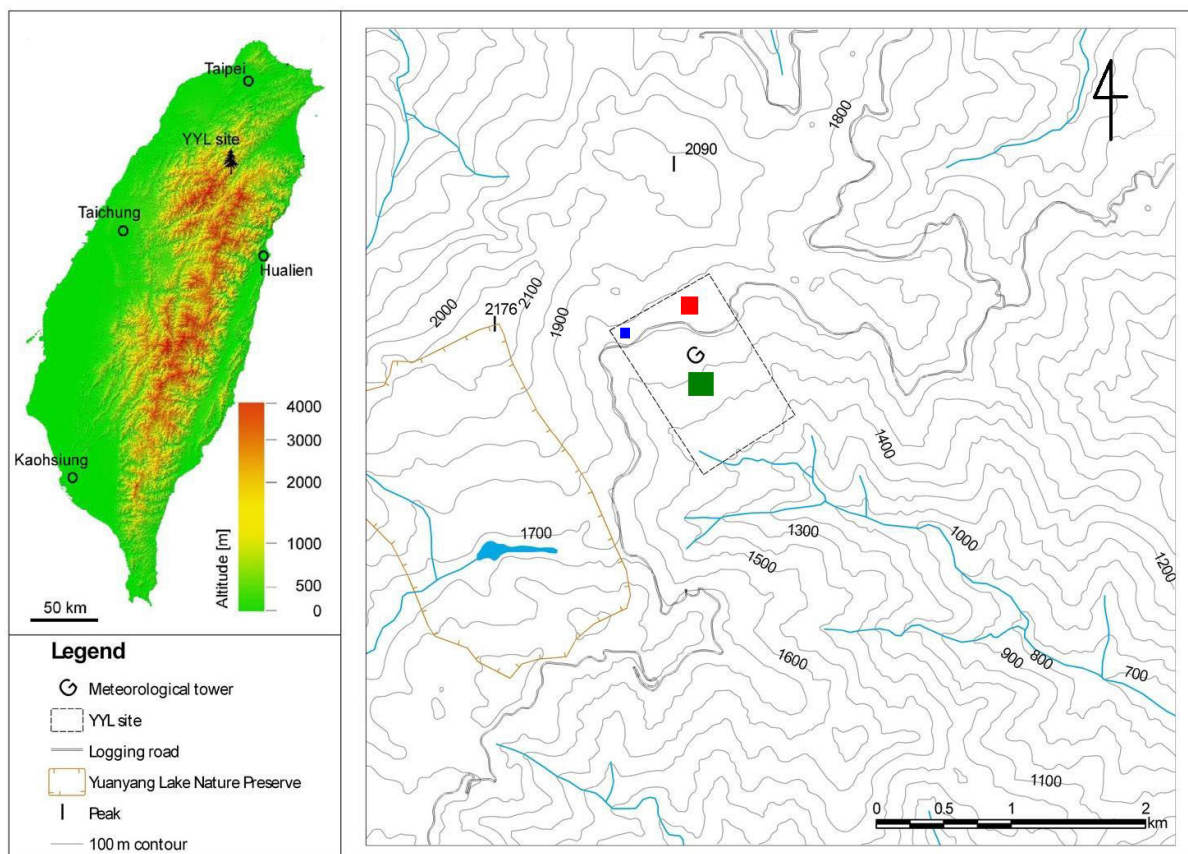 Taipei
YYL site
Taichung
Hualien
Kaohsiung
Altitude [m]
4000
3000
2000
1000
500
0
50 km
Legend
G Meteorological tower
YYL site
Logging road
Yuanyang Lake Nature Preserve
Peak
100 m contour
1800
4
2090
2000
2176
2100
1900
G
1400
1700
1300
1000
1500
1200
1600
900
800
700
1100
0 0.5 1 2
km